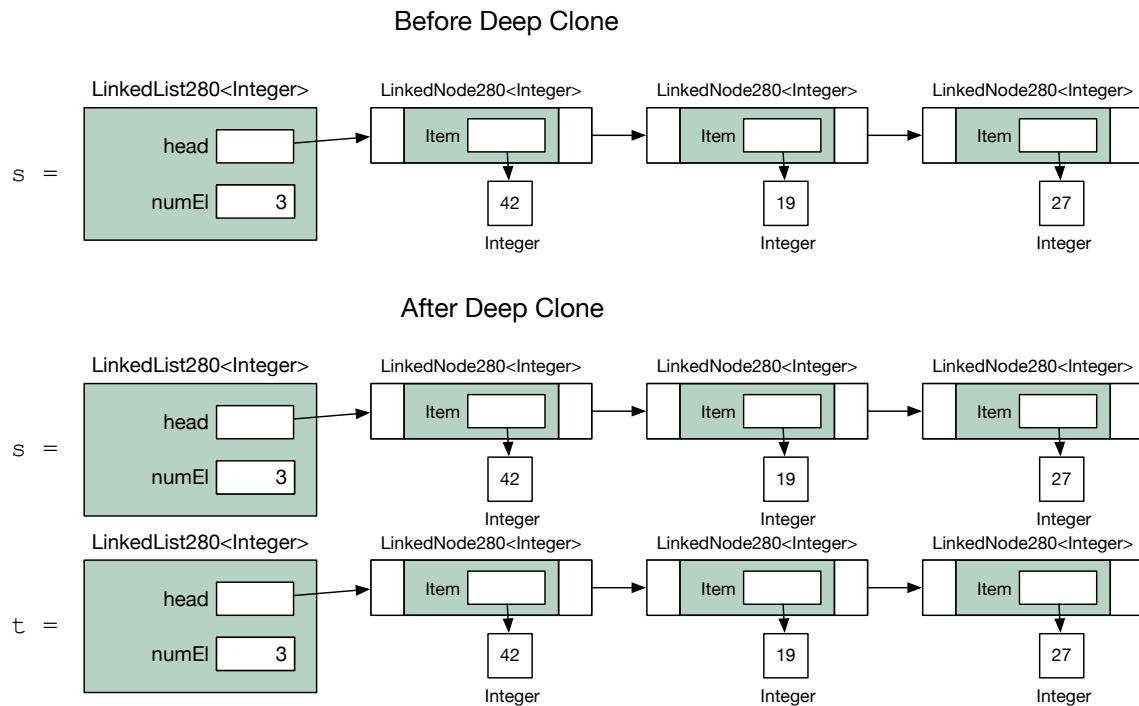 Before Deep Clone
LinkedList280<Integer> LinkedNode280<Integer> LinkedNode280<Integer> LinkedNode280<Integer>
head Item Item Item
s =
numEl 3 42 19 27
Integer Integer Integer
After Deep Clone
LinkedList280<Integer> LinkedNode280<Integer> LinkedNode280<Integer> LinkedNode280<Integer>
head Item Item Item
s =
numEl 3 42 19 27
Integer Integer Integer
LinkedList280<Integer> LinkedNode280<Integer> LinkedNode280<Integer> LinkedNode280<Integer>
head Item Item Item
t =
numEl 3 42 19 27
Integer Integer Integer